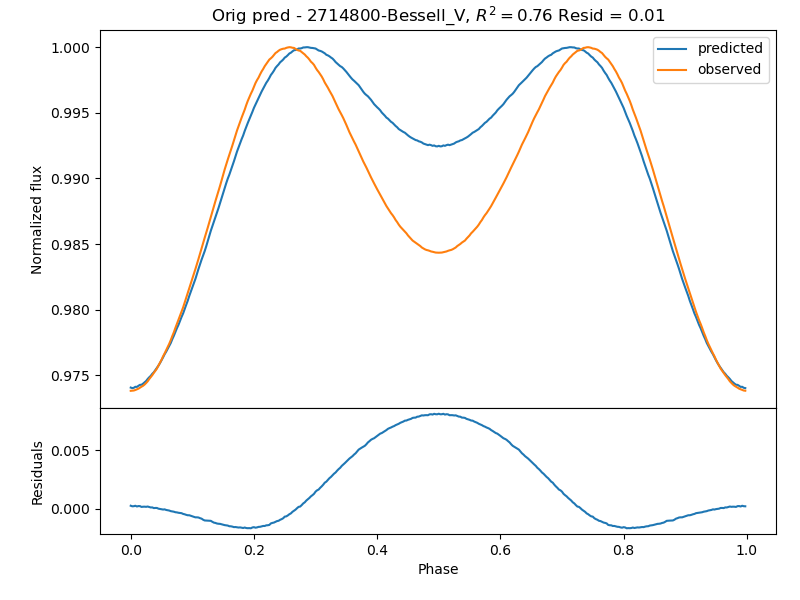 Orig pred - 2714800-Bessell_V, R² = 0.76 Resid = 0.01
predicted
observed
1.000
0.995
0.990
0.985
0.980
0.975
Normalized flux
0.005
0.000
Residuals
0.0 0.2 0.4 0.6 0.8 1.0
Phase